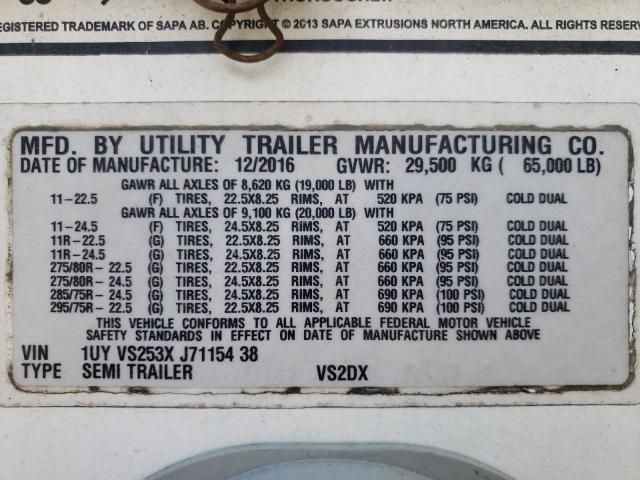 REGISTERED TRADEMARK OF SAPA AB. COPYRIGHT © 2013 SAPA EXTRUSIONS NORTH AMERICA. ALL RIGHTS RESERV
MFD. BY UTILITY TRAILER MANUFACTURING CO.
DATE OF MANUFACTURE: 12/2016 GVWR: 29,500 KG ( 65,000 LB)
GAWR ALL AXLES OF 8,620 KG (19,000 LB) WITH
11-22.5 (F) TIRES, 22.5X8.25 RIMS, AT 520 KPA (75 PSI) COLD DUAL
GAWR ALL AXLES OF 9,100 KG (20,000 LB) WITH
11-24.5 (F) TIRES, 24.5X8.25 RIMS, AT 520 KPA (75 PSI) COLD DUAL
11R-22.5 (G) TIRES, 22.5X8.25 RIMS, AT 660 KPA (95 PSI) COLD DUAL
11R-24.5 (G) TIRES, 24.5X8.25 RIMS, AT 660 KPA (95 PSI) COLD DUAL
275/80R-22.5 (G) TIRES, 22.5X8.25 RIMS, AT 660 KPA (95 PSI) COLD DUAL
275/80R-24.5 (G) TIRES, 24.5X8.25 RIMS, AT 660 KPA (95 PSI) COLD DUAL
285/75R-24.5 (G) TIRES, 24.5X8.25 RIMS, AT 690 KPA (100 PSI) COLD DUAL
295/75R-22.5 (G) TIRES, 22.5X8.25 RIMS, AT 690 KPA (100 PSI) COLD DUAL
THIS VEHICLE CONFORMS TO ALL APPLICABLE FEDERAL MOTOR VEHICLE
SAFETY STANDARDS IN EFFECT ON DATE OF MANUFACTURE SHOWN ABOVE
VIN 1UY VS253X J71154 38
TYPE SEMI TRAILER VS2DX